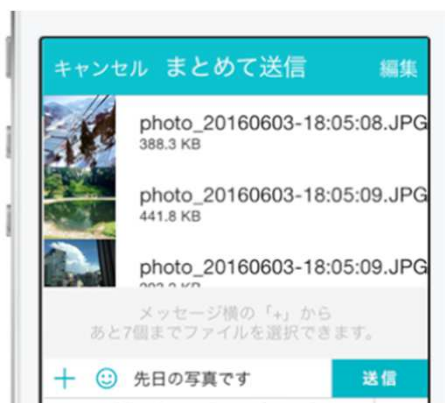 キャンセル まとめて送信 編集
photo_20160603-18:05:08.JPG
388.3 KB
photo_20160603-18:05:09.JPG
441.8 KB
photo_20160603-18:05:09.JPG
メッセージ横の「+」から
あと7個までファイルを選択できます。
先日の写真です 送信